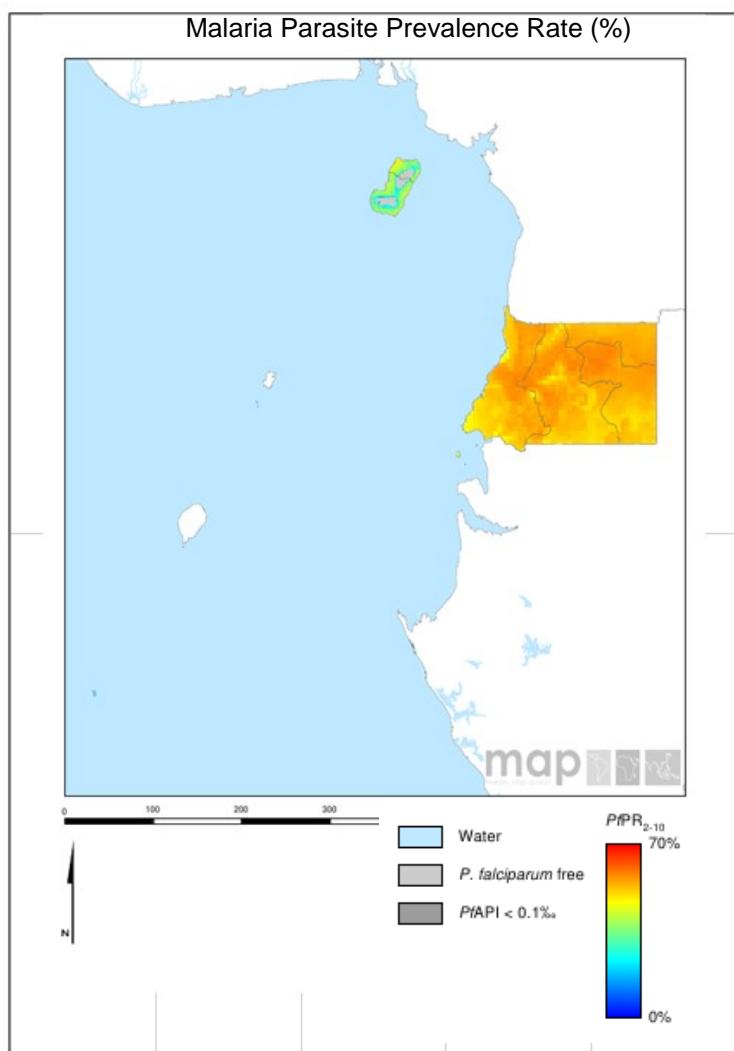 Malaria Parasite Prevalence Rate (%)
map
0 100 200 300
Water
P. falciparum free
PfAPI < 0.1‰
N
PfPR2-10
70%
0%